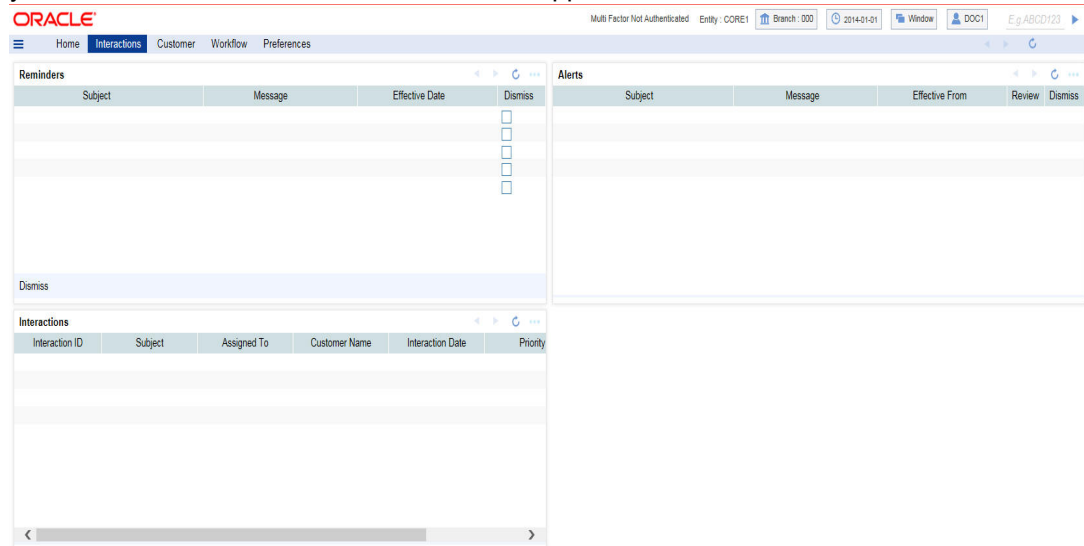 ORACLE
Multi Factor Not Authenticated Entity : CORE1 Branch : 000 2014-01-01 Window DOC1 E.g.ABCD123
Home Interactions Customer Workflow Preferences
Reminders
Subject Message Effective Date Dismiss
Dismiss
Alerts
Subject Message Effective From Review Dismiss
Interactions
Interaction ID Subject Assigned To Customer Name Interaction Date Priority